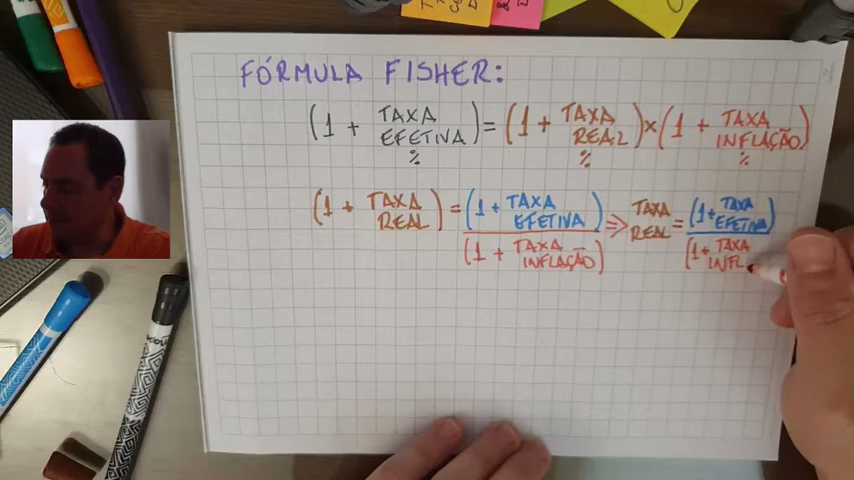 FÓRMULA FISHER:
(1 + TAXA EFETIVA %) = (1 + TAXA REAL %) × (1 + TAXA INFLAÇÃO %)
(1 + TAXA REAL) = (1 + TAXA EFETIVA) / (1 + TAXA INFLAÇÃO) ⇒ TAXA REAL = (1 + TAXA EFETIVA) / (1 + TAXA INFL